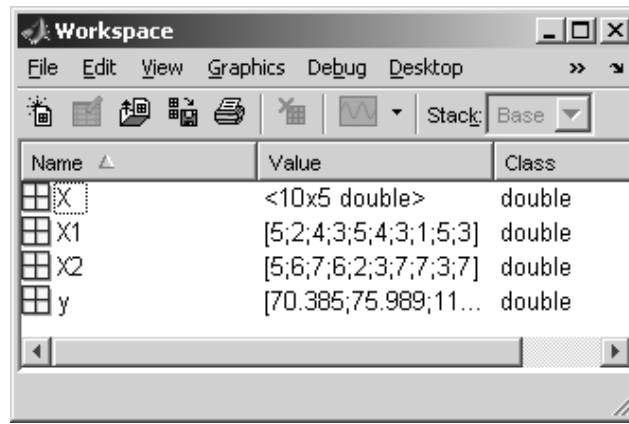 Workspace
File Edit View Graphics Debug Desktop »
Stack: Base
Name Value Class
X <10x5 double> double
X1 [5;2;4;3;5;4;3;1;5;3] double
X2 [5;6;7;6;2;3;7;7;3;7] double
y [70.385;75.989;11... double